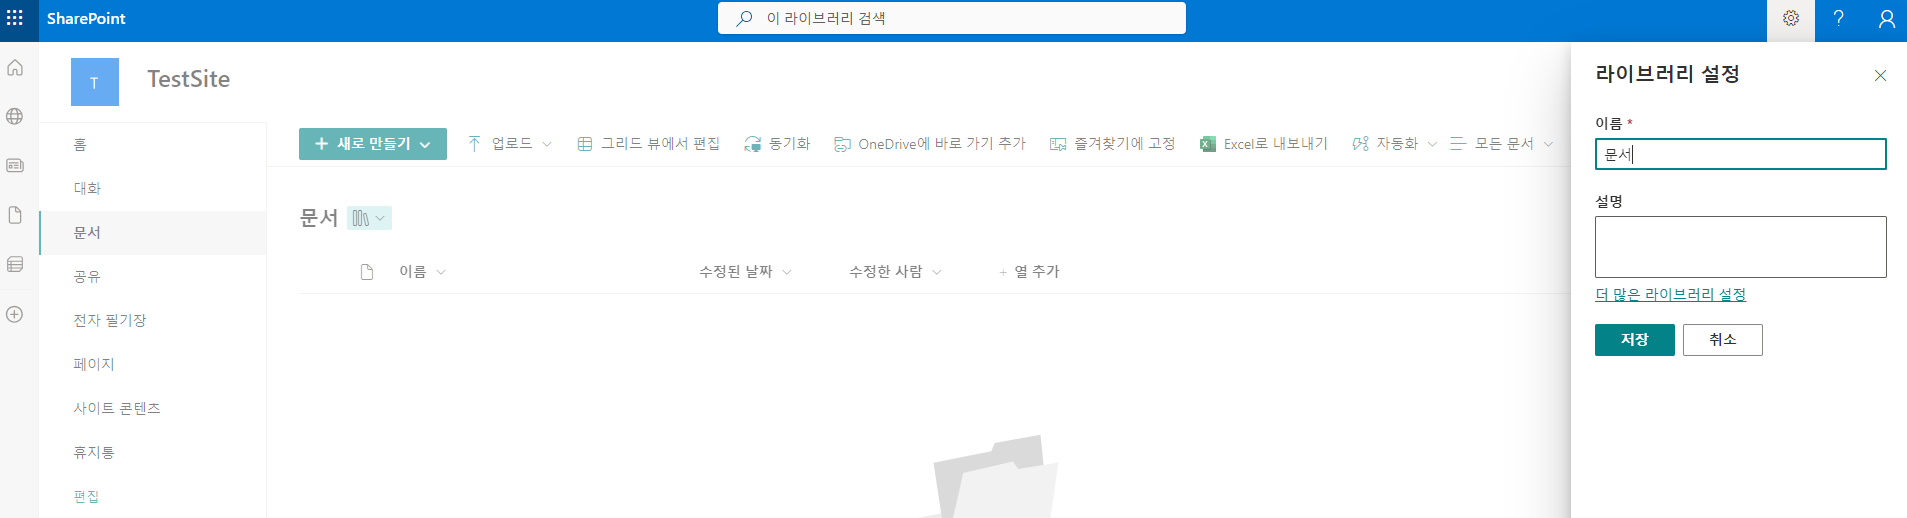 SharePoint
이 라이브러리 검색
T
TestSite
홈
대화
문서
공유
전자 필기장
페이지
사이트 콘텐츠
휴지통
편집
+ 새로 만들기 업로드 그리드 뷰에서 편집 동기화 OneDrive에 바로 가기 추가 즐겨찾기에 고정 Excel로 내보내기 자동화 모든 문서
문서
이름 수정된 날짜 수정한 사람 + 열 추가
라이브러리 설정
이름 *
문서
설명
더 많은 라이브러리 설정
저장 취소